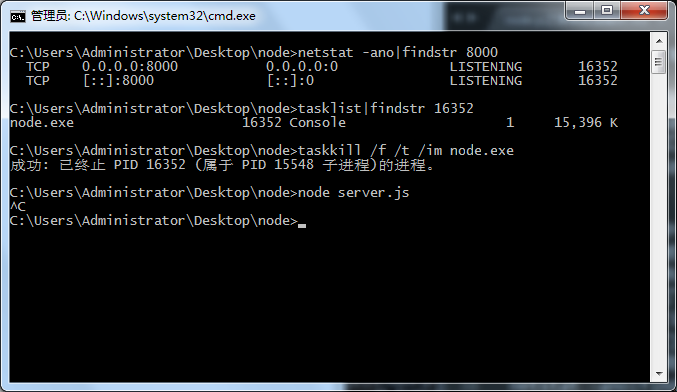 管理员: C:\Windows\system32\cmd.exe
C:\Users\Administrator\Desktop\node>netstat -ano|findstr 8000
  TCP    0.0.0.0:8000           0.0.0.0:0              LISTENING       16352
  TCP    [::]:8000              [::]:0                 LISTENING       16352
C:\Users\Administrator\Desktop\node>tasklist|findstr 16352
node.exe                     16352 Console                    1     15,396 K
C:\Users\Administrator\Desktop\node>taskkill /f /t /im node.exe
成功: 已终止 PID 16352 (属于 PID 15548 子进程)的进程。
C:\Users\Administrator\Desktop\node>node server.js
^C
C:\Users\Administrator\Desktop\node>